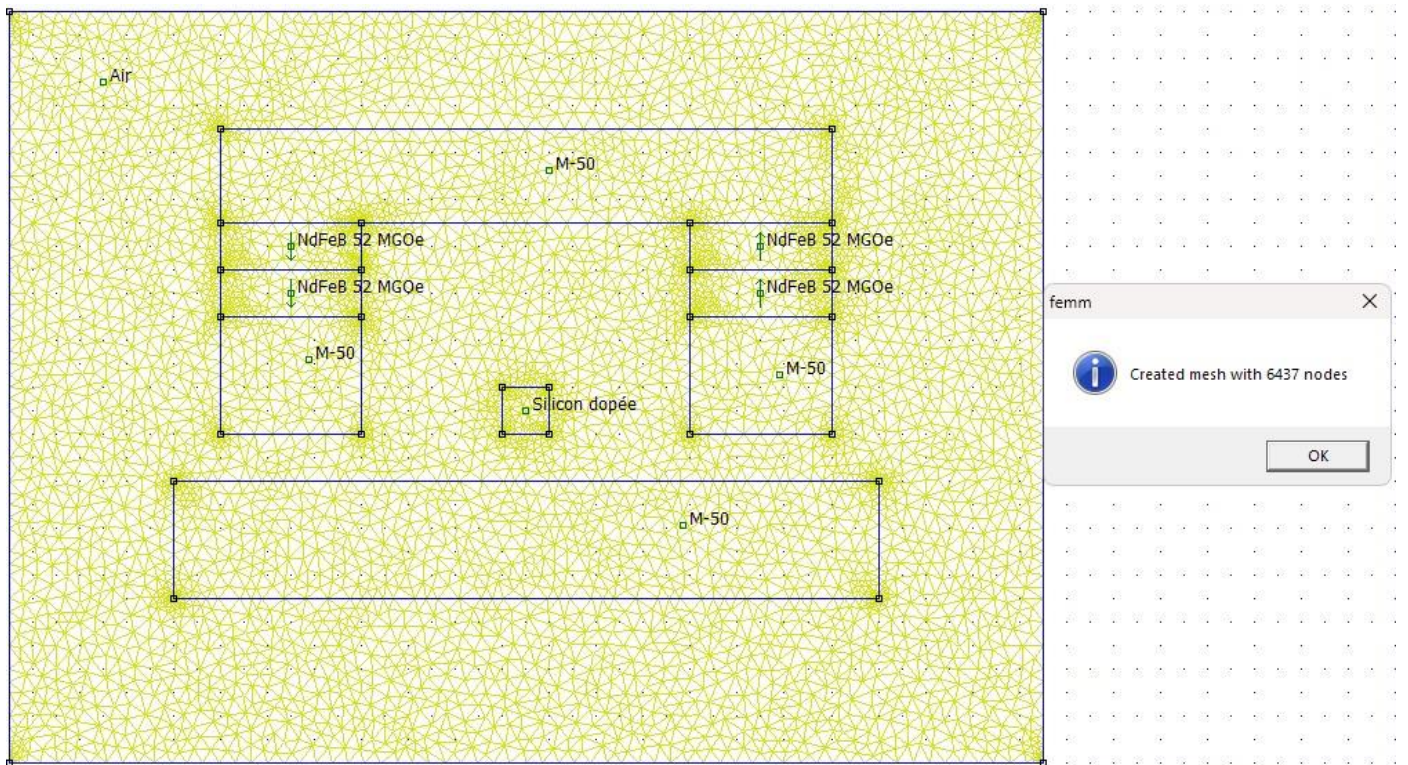 Air
M-50
NdFeB 52 MGOe
NdFeB 52 MGOe
NdFeB 52 MGOe
NdFeB 52 MGOe
M-50
M-50
Silicon dopée
M-50
femm
Created mesh with 6437 nodes
OK